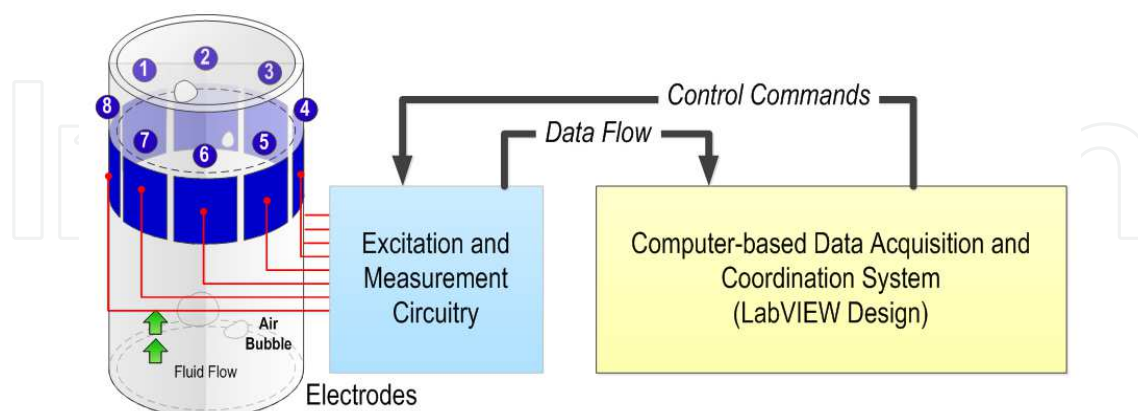 2
1
3
8
4
7
5
6
Control Commands
Data Flow
Excitation and
Measurement
Circuitry
Computer-based Data Acquisition and
Coordination System
(LabVIEW Design)
Air
Bubble
Fluid Flow
Electrodes